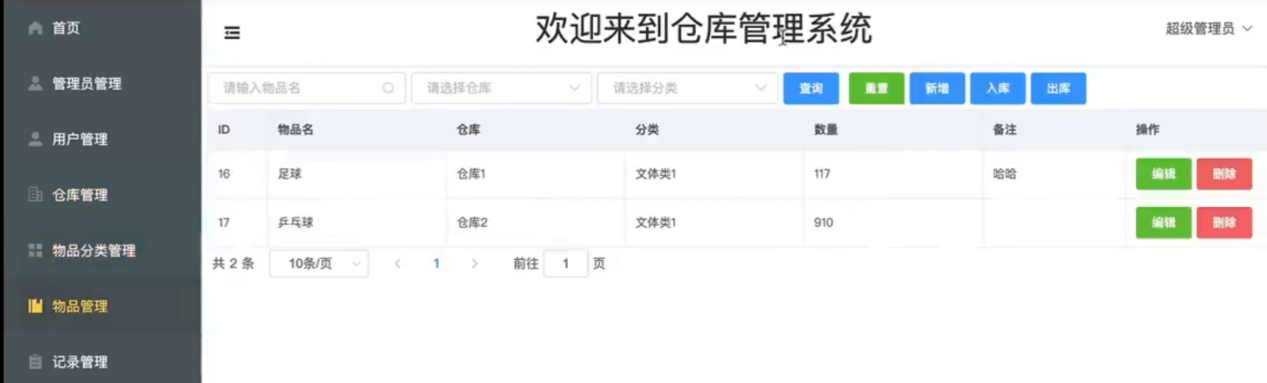 首页
管理员管理
用户管理
仓库管理
物品分类管理
物品管理
记录管理
欢迎来到仓库管理系统
超级管理员
请输入物品名 请选择仓库 请选择分类 查询 重置 新增 入库 出库
ID 物品名 仓库 分类 数量 备注 操作
16 足球 仓库1 文体类1 117 哈哈 编辑 删除
17 乒乓球 仓库2 文体类1 910 编辑 删除
共 2 条 10条/页 1 前往 1 页